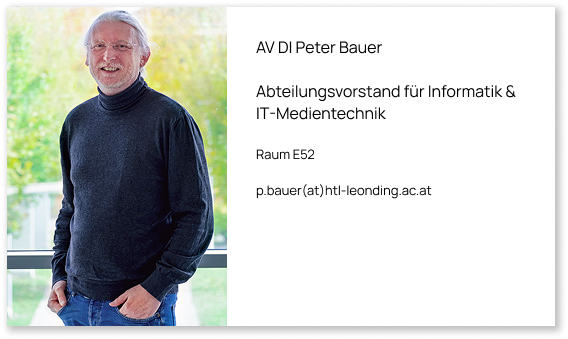 AV DI Peter Bauer
Abteilungsvorstand für Informatik &
IT-Medientechnik
Raum E52
p.bauer(at)htl-leonding.ac.at